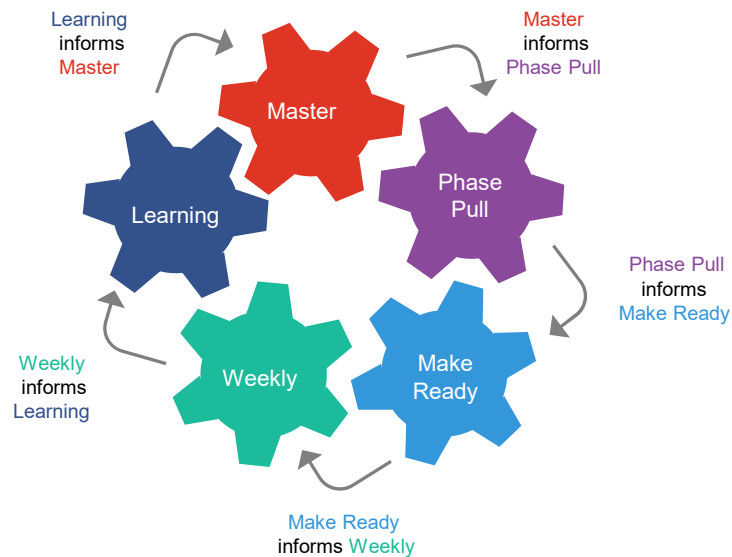 Learning
informs
Master
Master
informs
Phase Pull
Master
Phase
Pull
Learning
Phase Pull
informs
Make Ready
Weekly
informs
Learning
Weekly
Make
Ready
Make Ready
informs Weekly